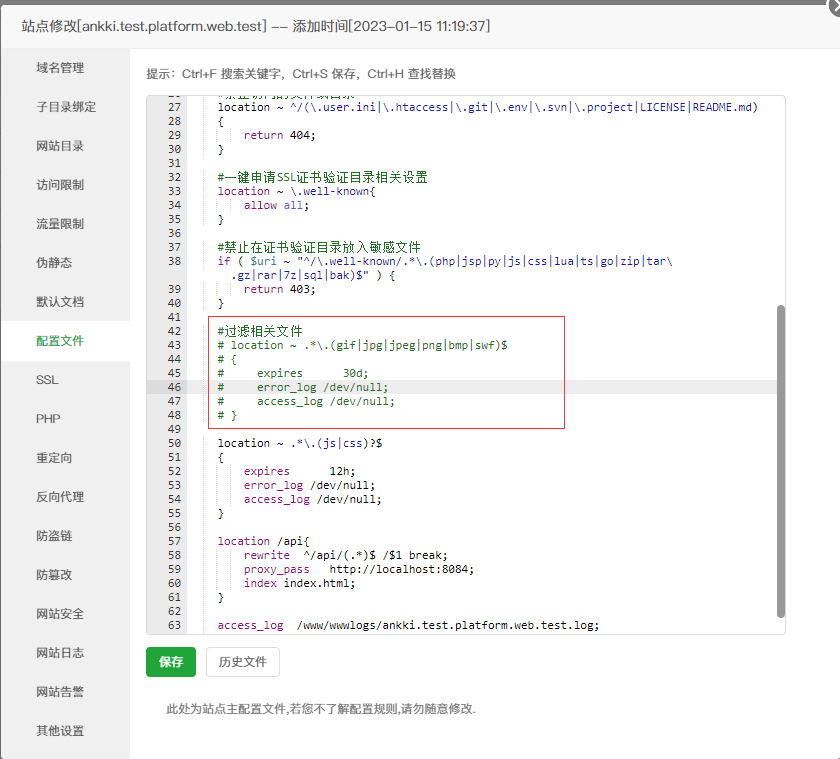 站点修改[ankki.test.platform.web.test] -- 添加时间[2023-01-15 11:19:37]
域名管理
子目录绑定
网站目录
访问限制
流量限制
伪静态
默认文档
配置文件
SSL
PHP
重定向
反向代理
防盗链
防篡改
网站安全
网站日志
网站告警
其他设置
提示：Ctrl+F 搜索关键字，Ctrl+S 保存，Ctrl+H 查找替换
26 #禁止访问的文件或目录
27 location ~ ^/(\.user.ini|\.htaccess|\.git|\.env|\.svn|\.project|LICENSE|README.md)
28 {
29 return 404;
30 }
31
32 #一键申请SSL证书验证目录相关设置
33 location ~ \.well-known{
34 allow all;
35 }
36
37 #禁止在证书验证目录放入敏感文件
38 if ( $uri ~ "^/\.well-known/.*\.(php|jsp|py|js|css|lua|ts|go|zip|tar\
.gz|rar|7z|sql|bak)$" ) {
39 return 403;
40 }
41
42 #过滤相关文件
43 # location ~ .*\.(gif|jpg|jpeg|png|bmp|swf)$
44 # {
45 # expires 30d;
46 # error_log /dev/null;
47 # access_log /dev/null;
48 # }
49
50 location ~ .*\.(js|css)?$
51 {
52 expires 12h;
53 error_log /dev/null;
54 access_log /dev/null;
55 }
56
57 location /api{
58 rewrite ^/api/(.*)$ /$1 break;
59 proxy_pass http://localhost:8084;
60 index index.html;
61 }
62
63 access_log /www/wwwlogs/ankki.test.platform.web.test.log;
保存
历史文件
此处为站点主配置文件,若您不了解配置规则,请勿随意修改.